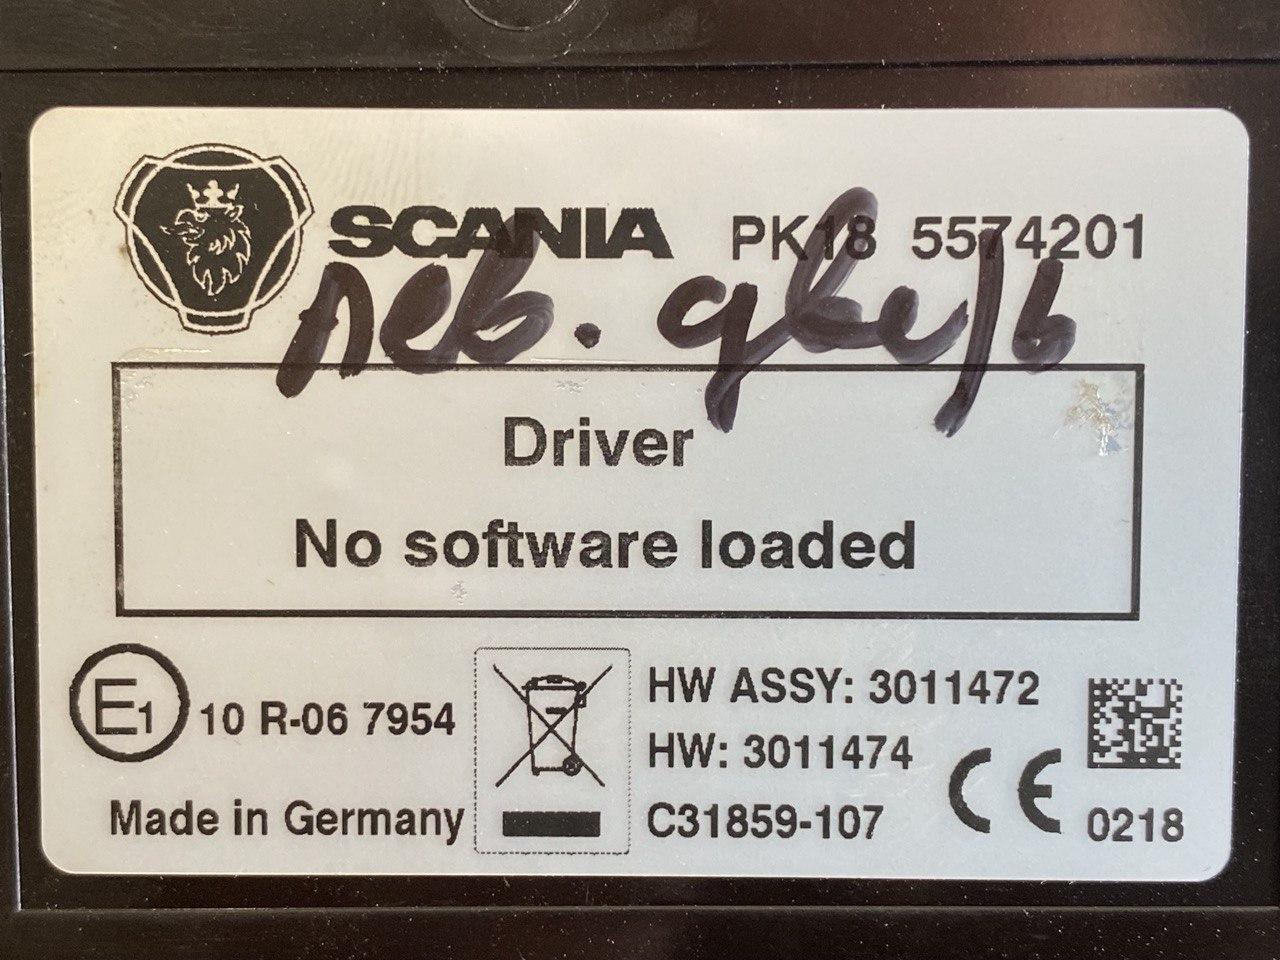 SCANIA PK18 5574201
лев. дверь
Driver
No software loaded
E1 10 R-06 7954
HW ASSY: 3011472
HW: 3011474
Made in Germany
C31859-107
CE 0218